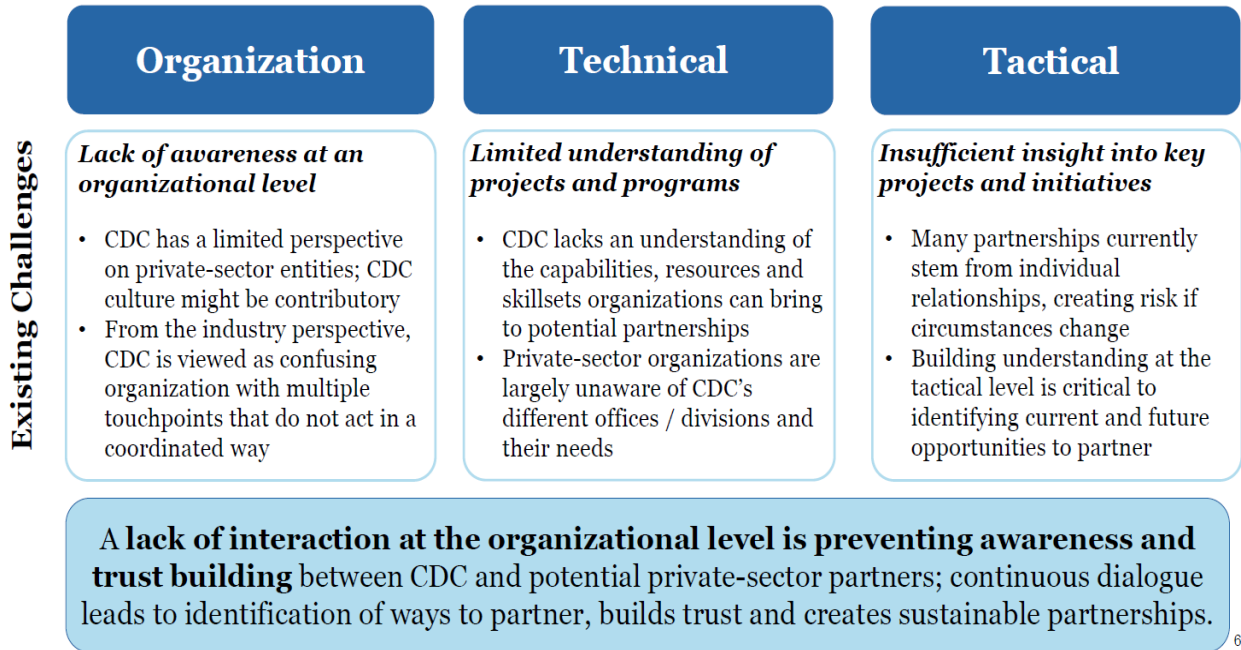 Organization
Technical
Tactical
Existing Challenges
Lack of awareness at an
organizational level
• CDC has a limited perspective
on private-sector entities; CDC
culture might be contributory
• From the industry perspective,
CDC is viewed as confusing
organization with multiple
touchpoints that do not act in a
coordinated way
Limited understanding of
projects and programs
• CDC lacks an understanding of
the capabilities, resources and
skillsets organizations can bring
to potential partnerships
• Private-sector organizations are
largely unaware of CDC’s
different offices / divisions and
their needs
Insufficient insight into key
projects and initiatives
• Many partnerships currently
stem from individual
relationships, creating risk if
circumstances change
• Building understanding at the
tactical level is critical to
identifying current and future
opportunities to partner
A lack of interaction at the organizational level is preventing awareness and
trust building between CDC and potential private-sector partners; continuous dialogue
leads to identification of ways to partner, builds trust and creates sustainable partnerships.
6